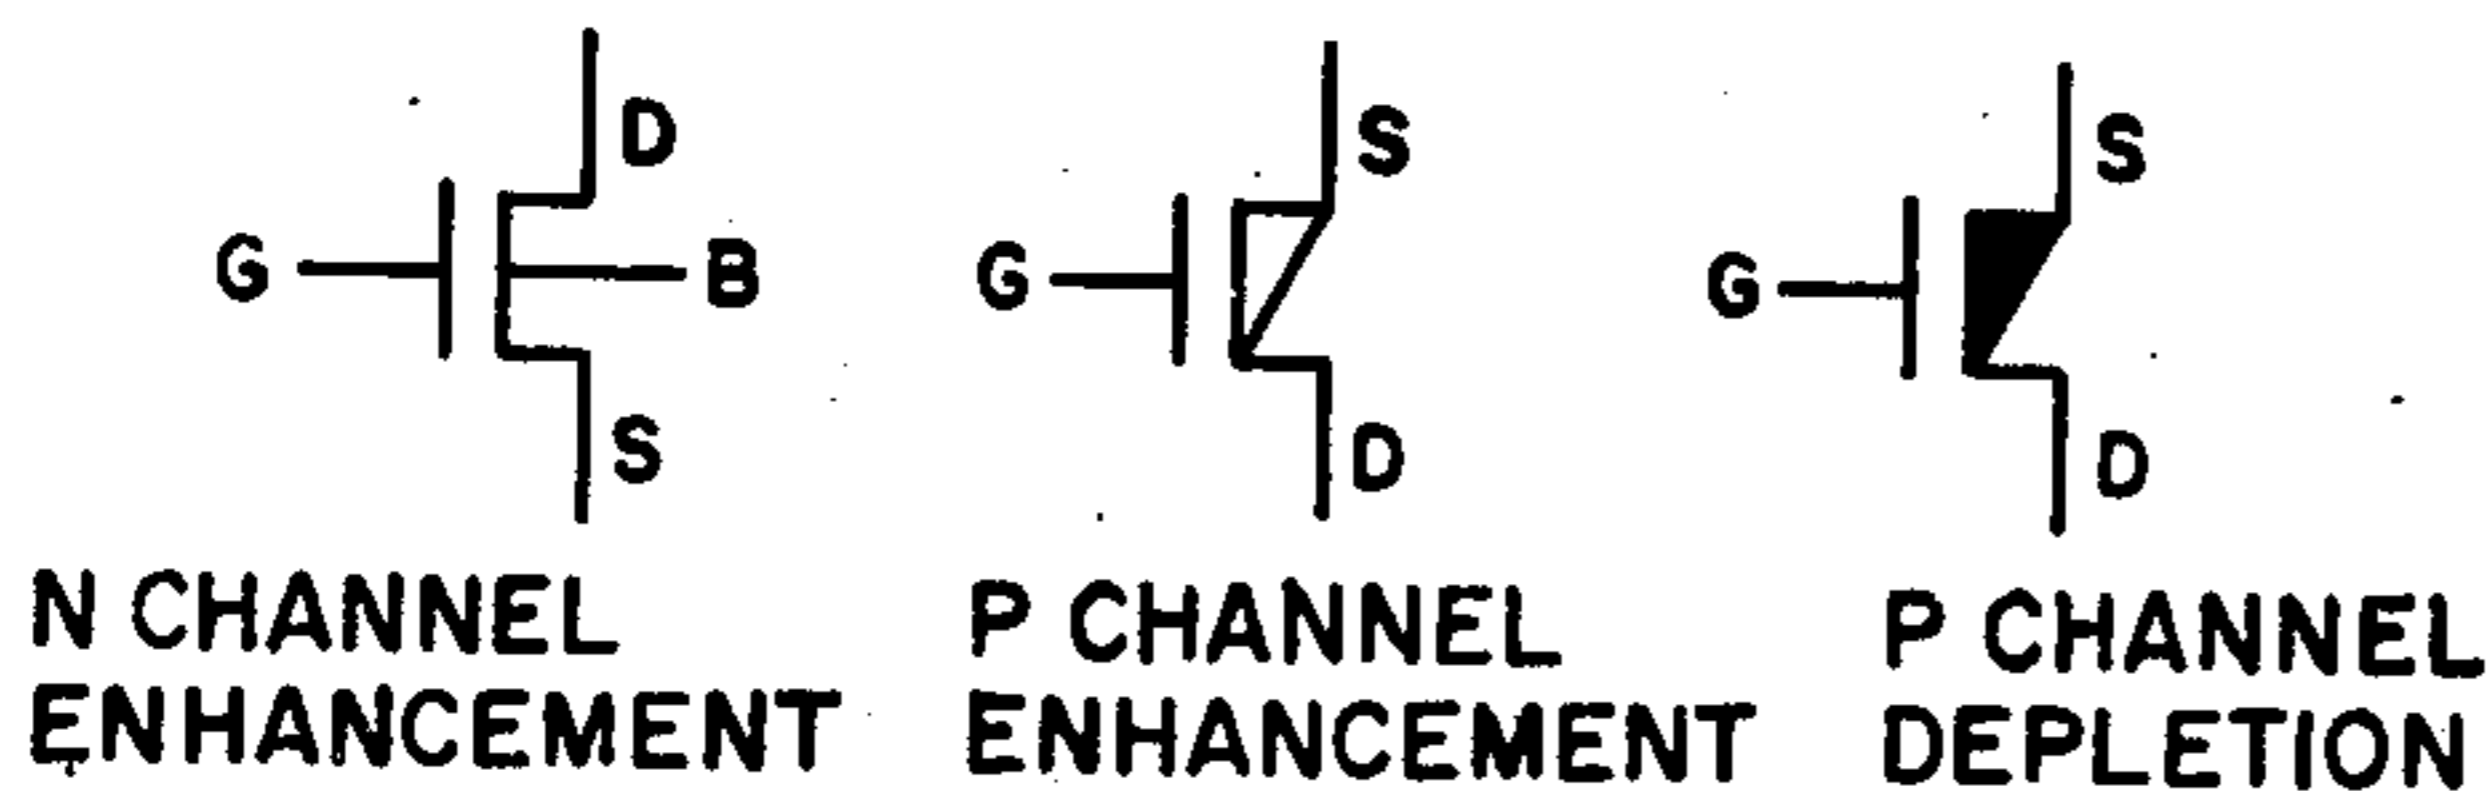 D
G
B
S
N CHANNEL
ENHANCEMENT
S
G
D
P CHANNEL
ENHANCEMENT
S
G
D
P CHANNEL
DEPLETION